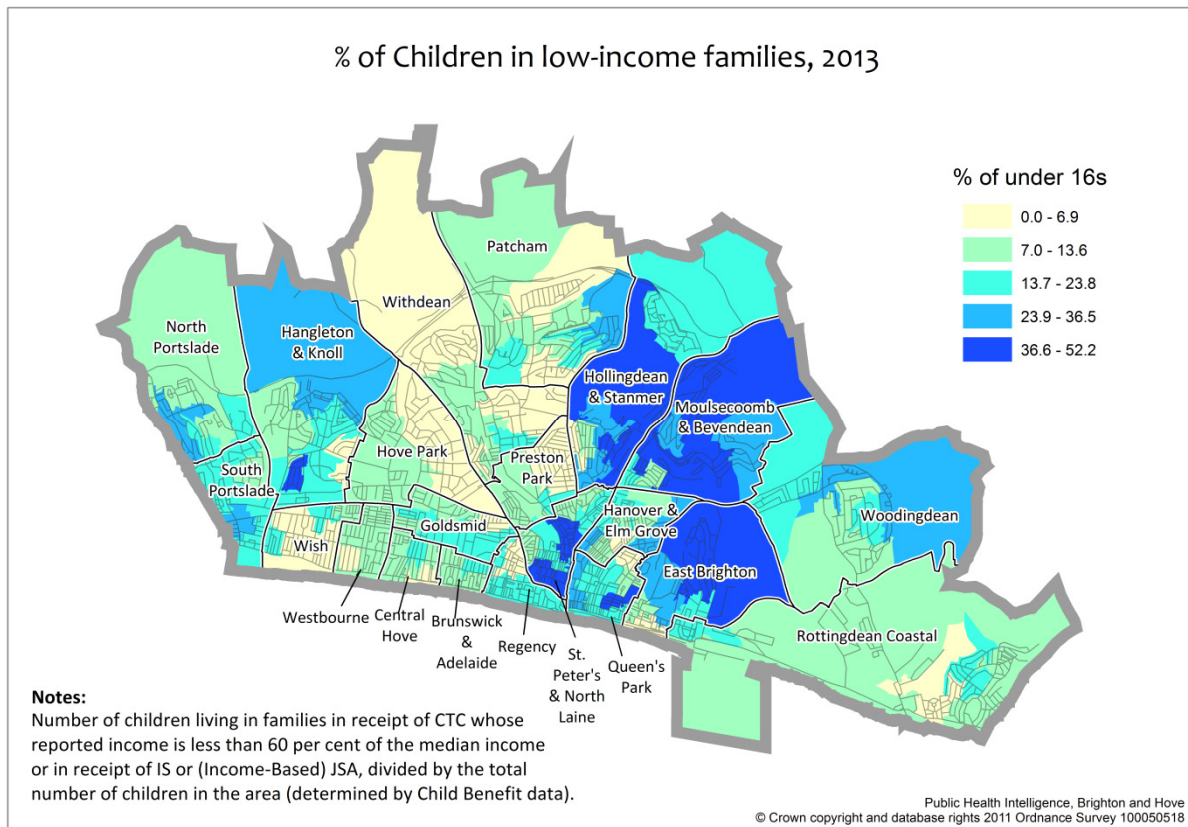 % of Children in low-income families, 2013
% of under 16s
0.0 - 6.9
7.0 - 13.6
13.7 - 23.8
23.9 - 36.5
36.6 - 52.2
Patcham
Withdean
North
Portslade
Hangleton
& Knoll
Hollingdean
& Stanmer
Moulsecoomb
& Bevendean
Hove Park
Preston
Park
South
Portslade
Goldsmid
Hanover &
Elm Grove
Woodingdean
Wish
East Brighton
Westbourne
Central
Hove
Brunswick
&
Adelaide
Regency
St.
Peter's
& North
Laine
Queen's
Park
Rottingdean Coastal
Notes:
Number of children living in families in receipt of CTC whose
reported income is less than 60 per cent of the median income
or in receipt of IS or (Income-Based) JSA, divided by the total
number of children in the area (determined by Child Benefit data).
Public Health Intelligence, Brighton and Hove
© Crown copyright and database rights 2011 Ordnance Survey 100050518